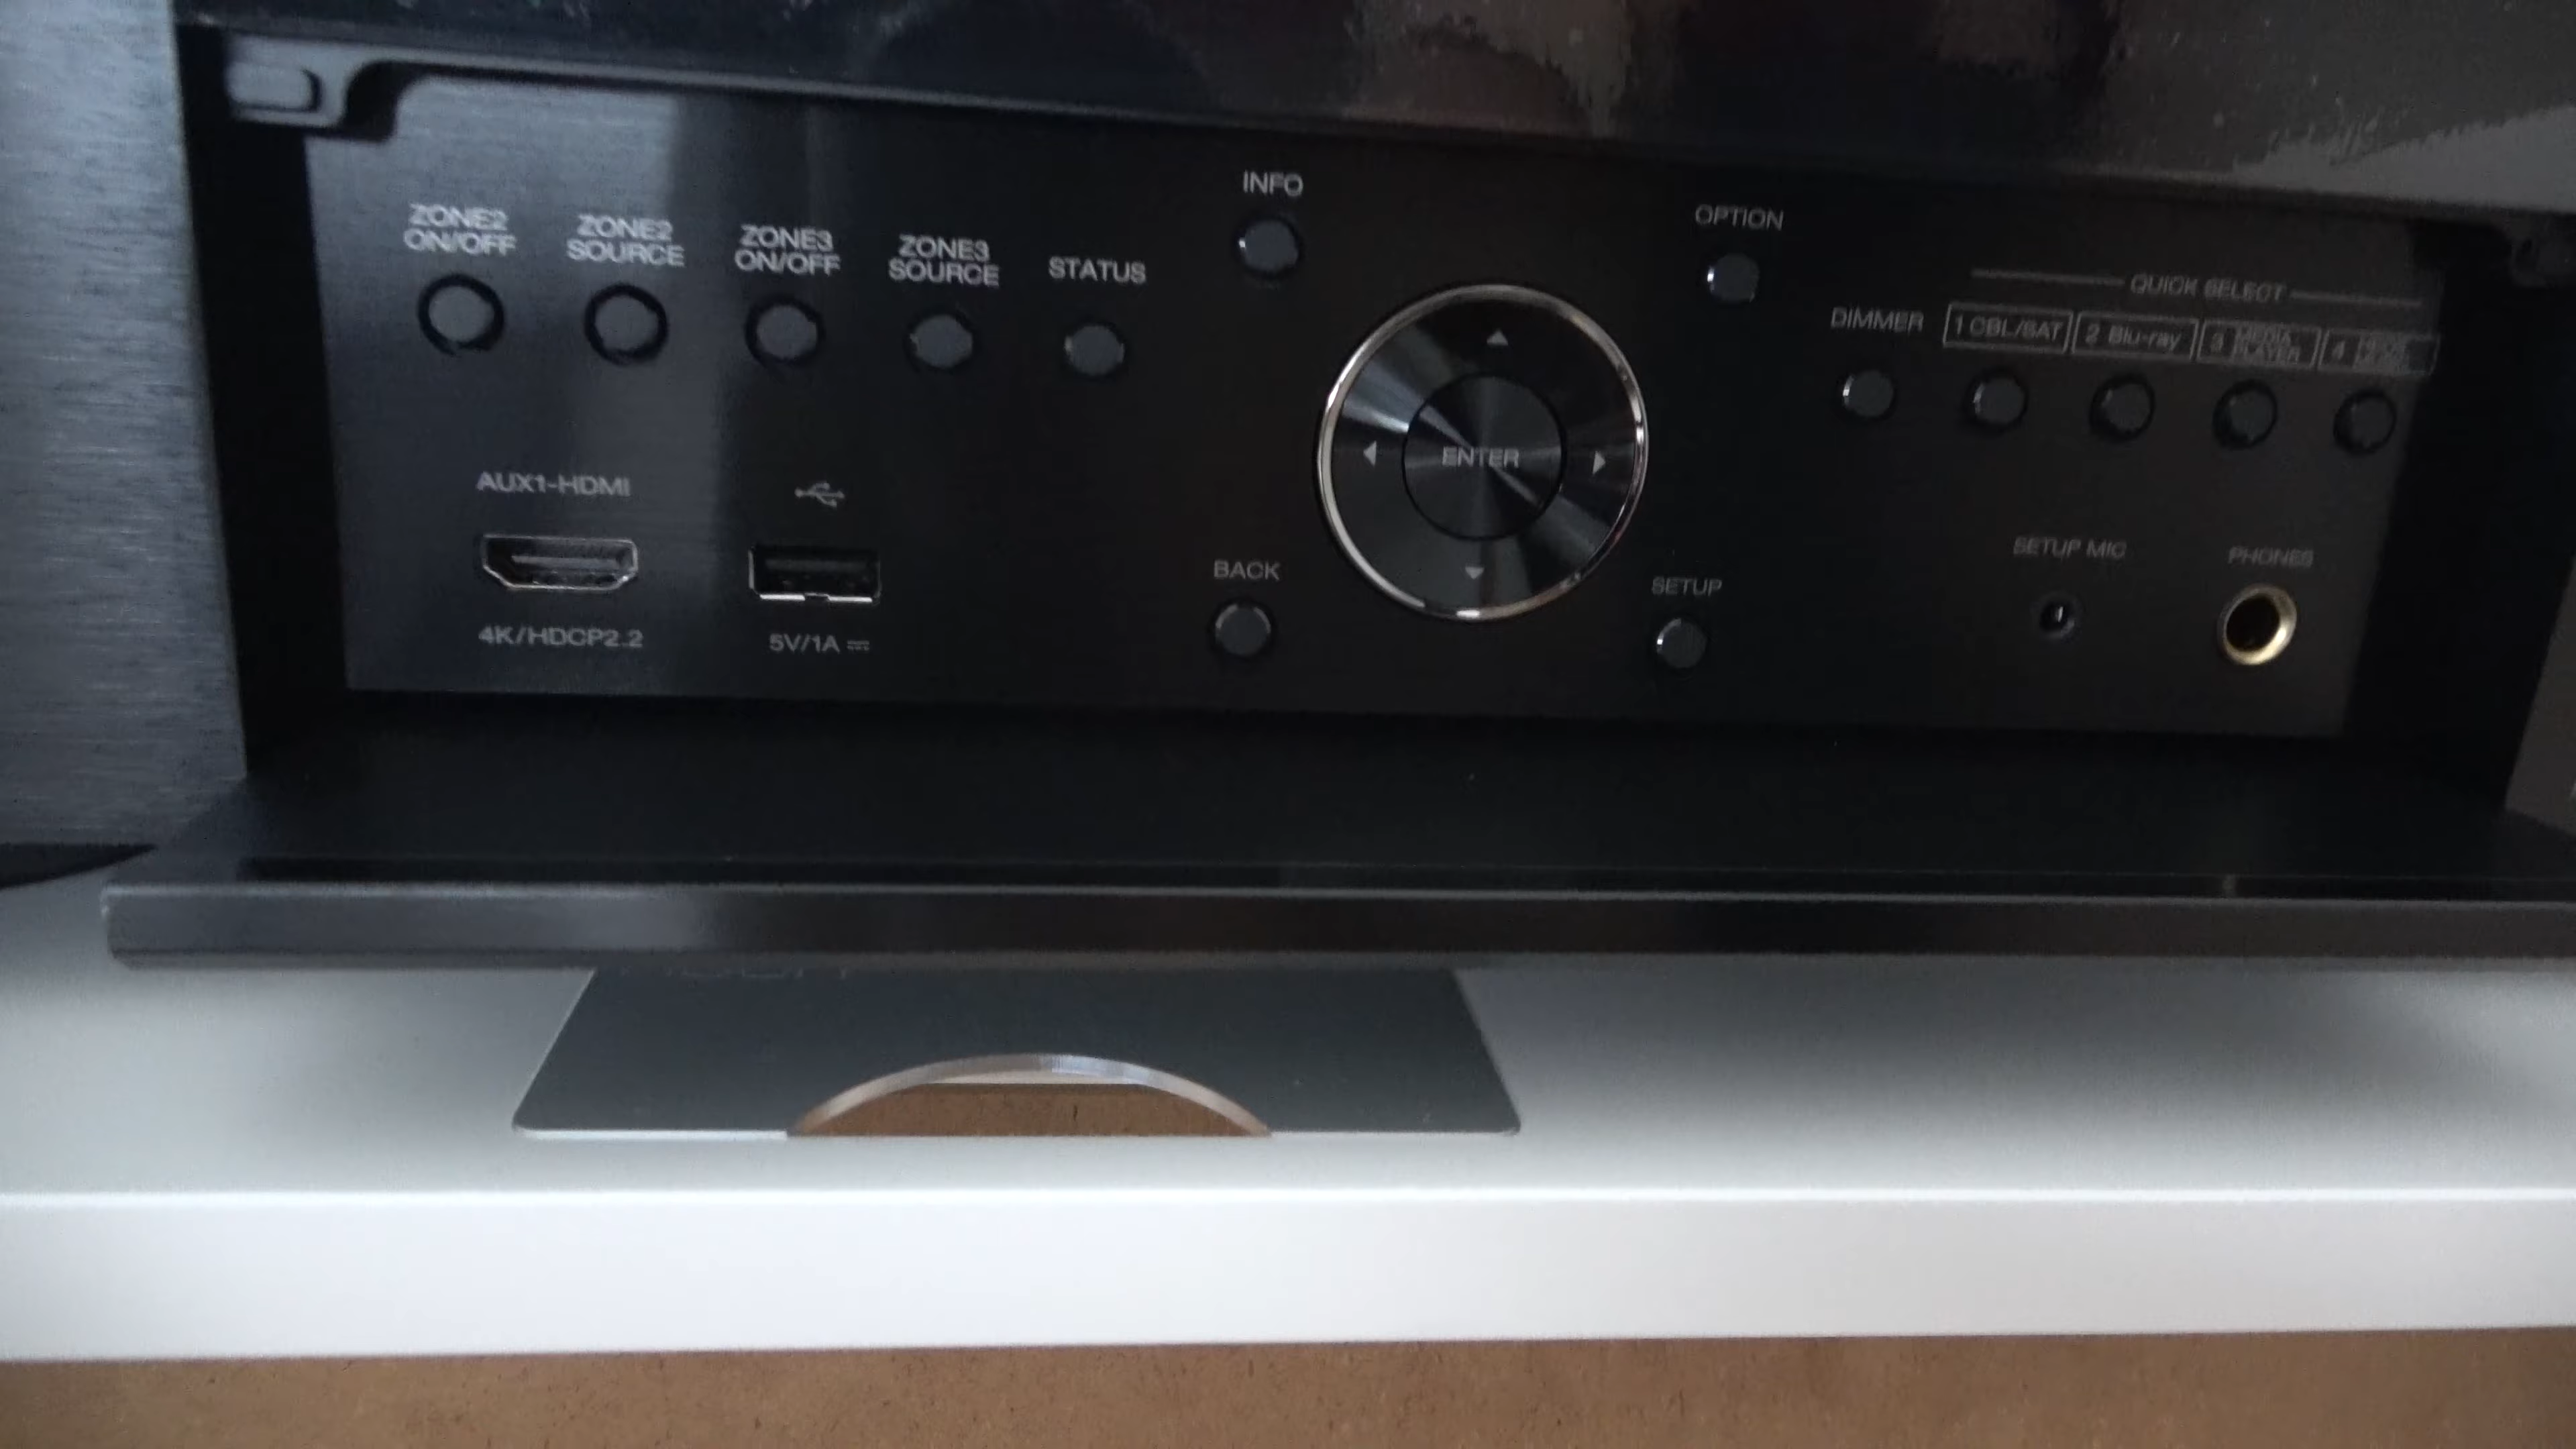 ZONE2
ON/OFF
ZONE2
SOURCE
ZONE3
ON/OFF
ZONE3
SOURCE
STATUS
INFO
OPTION
DIMMER
QUICK SELECT
1 CBL/SAT
2 Blu-ray
3 MEDIA
PLAYER
4
ENTER
AUX1-HDMI
4K/HDCP2.2
5V/1A
BACK
SETUP
SETUP MIC
PHONES